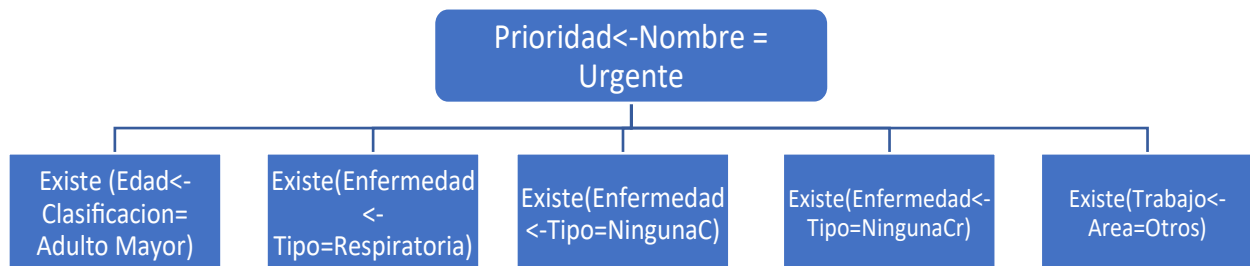 Prioridad<-Nombre =
Urgente
Existe (Edad<-
Clasificacion=
Adulto Mayor)
Existe(Enfermedad
<-
Tipo=Respiratoria)
Existe(Enfermedad
<-Tipo=NingunaC)
Existe(Enfermedad<-
Tipo=NingunaCr)
Existe(Trabajo<-
Area=Otros)